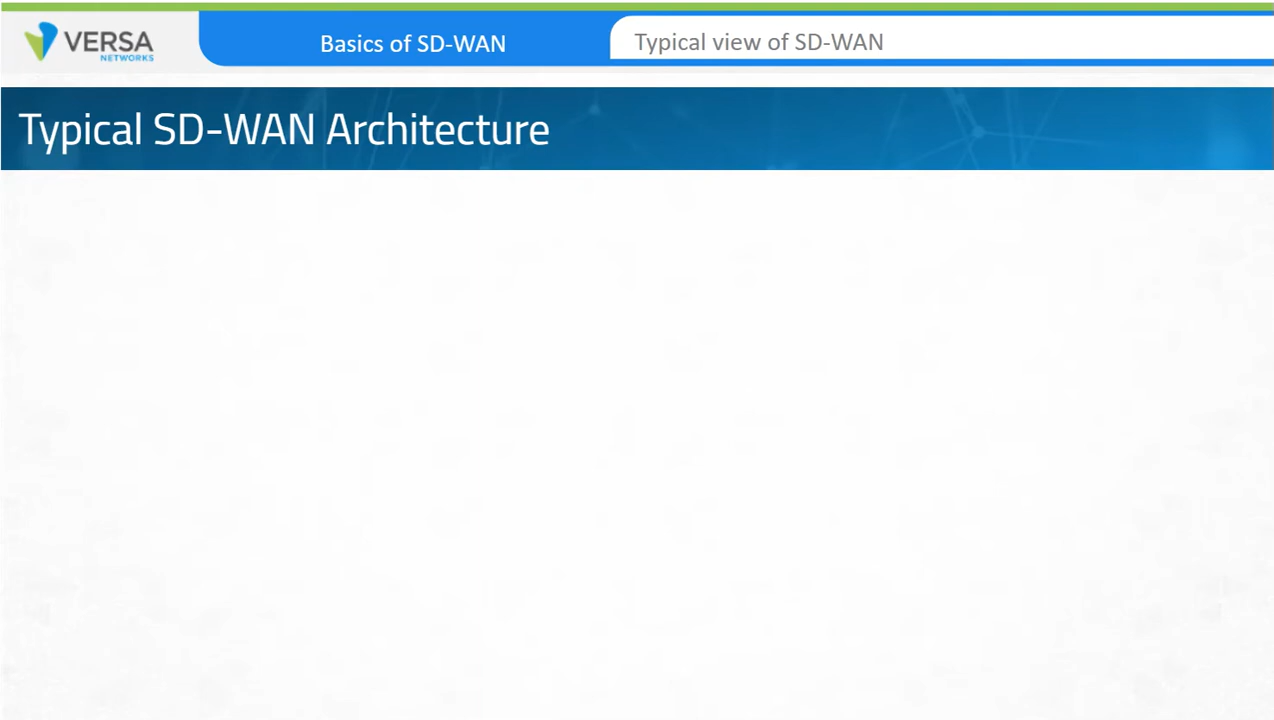 VERSA
NETWORKS
Basics of SD-WAN
Typical view of SD-WAN
Typical SD-WAN Architecture